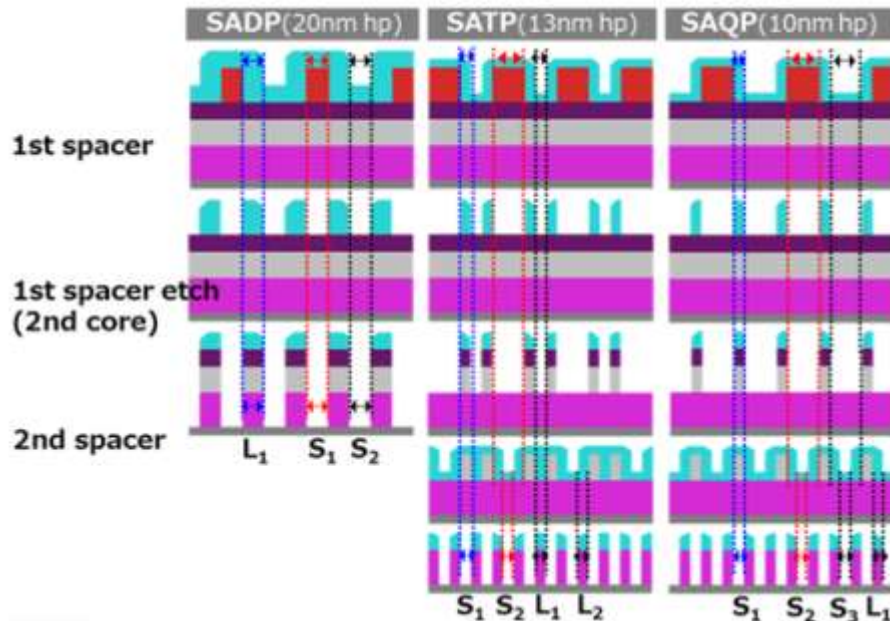 SADP(20nm hp) SATP(13nm hp) SAQP(10nm hp)
1st spacer
1st spacer etch
(2nd core)
2nd spacer
L₁ S₁ S₂
S₁ S₂ L₁ L₂ S₁ S₂ S₃ L₁